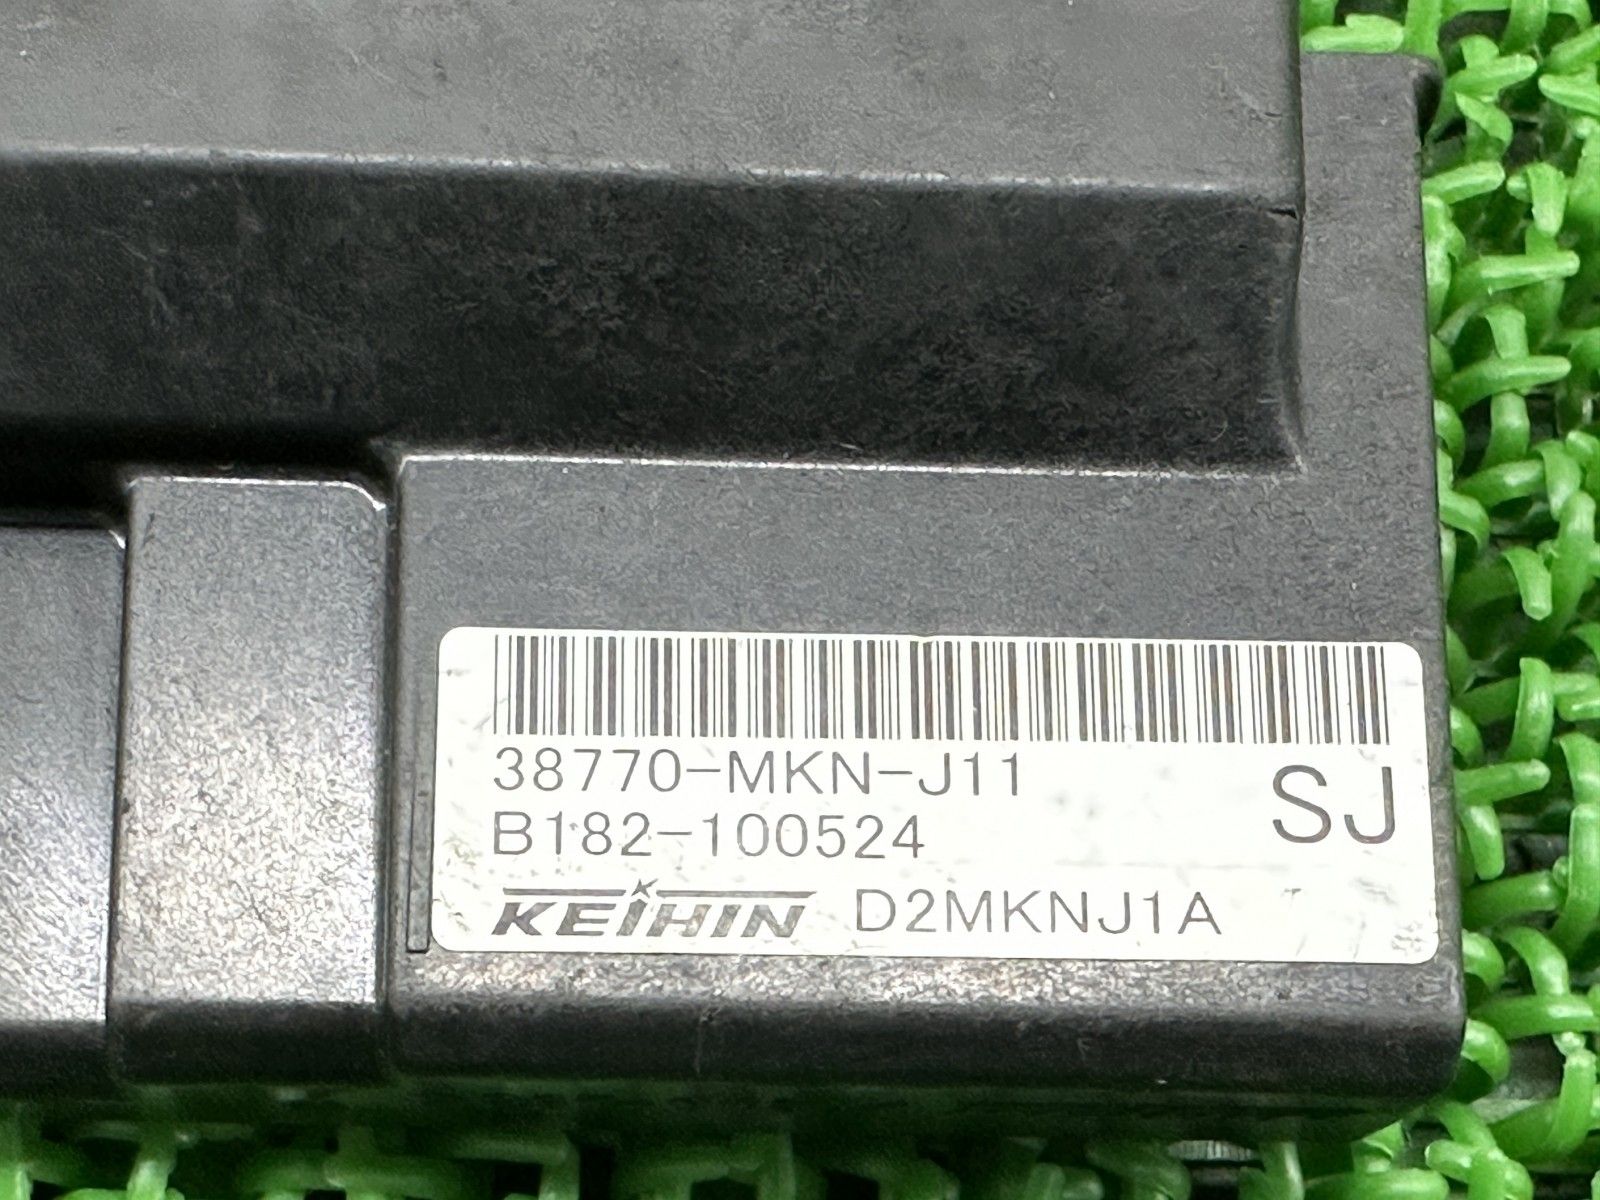 38770-MKN-J11
B182-100524
SJ
KEIHIN D2MKNJ1A